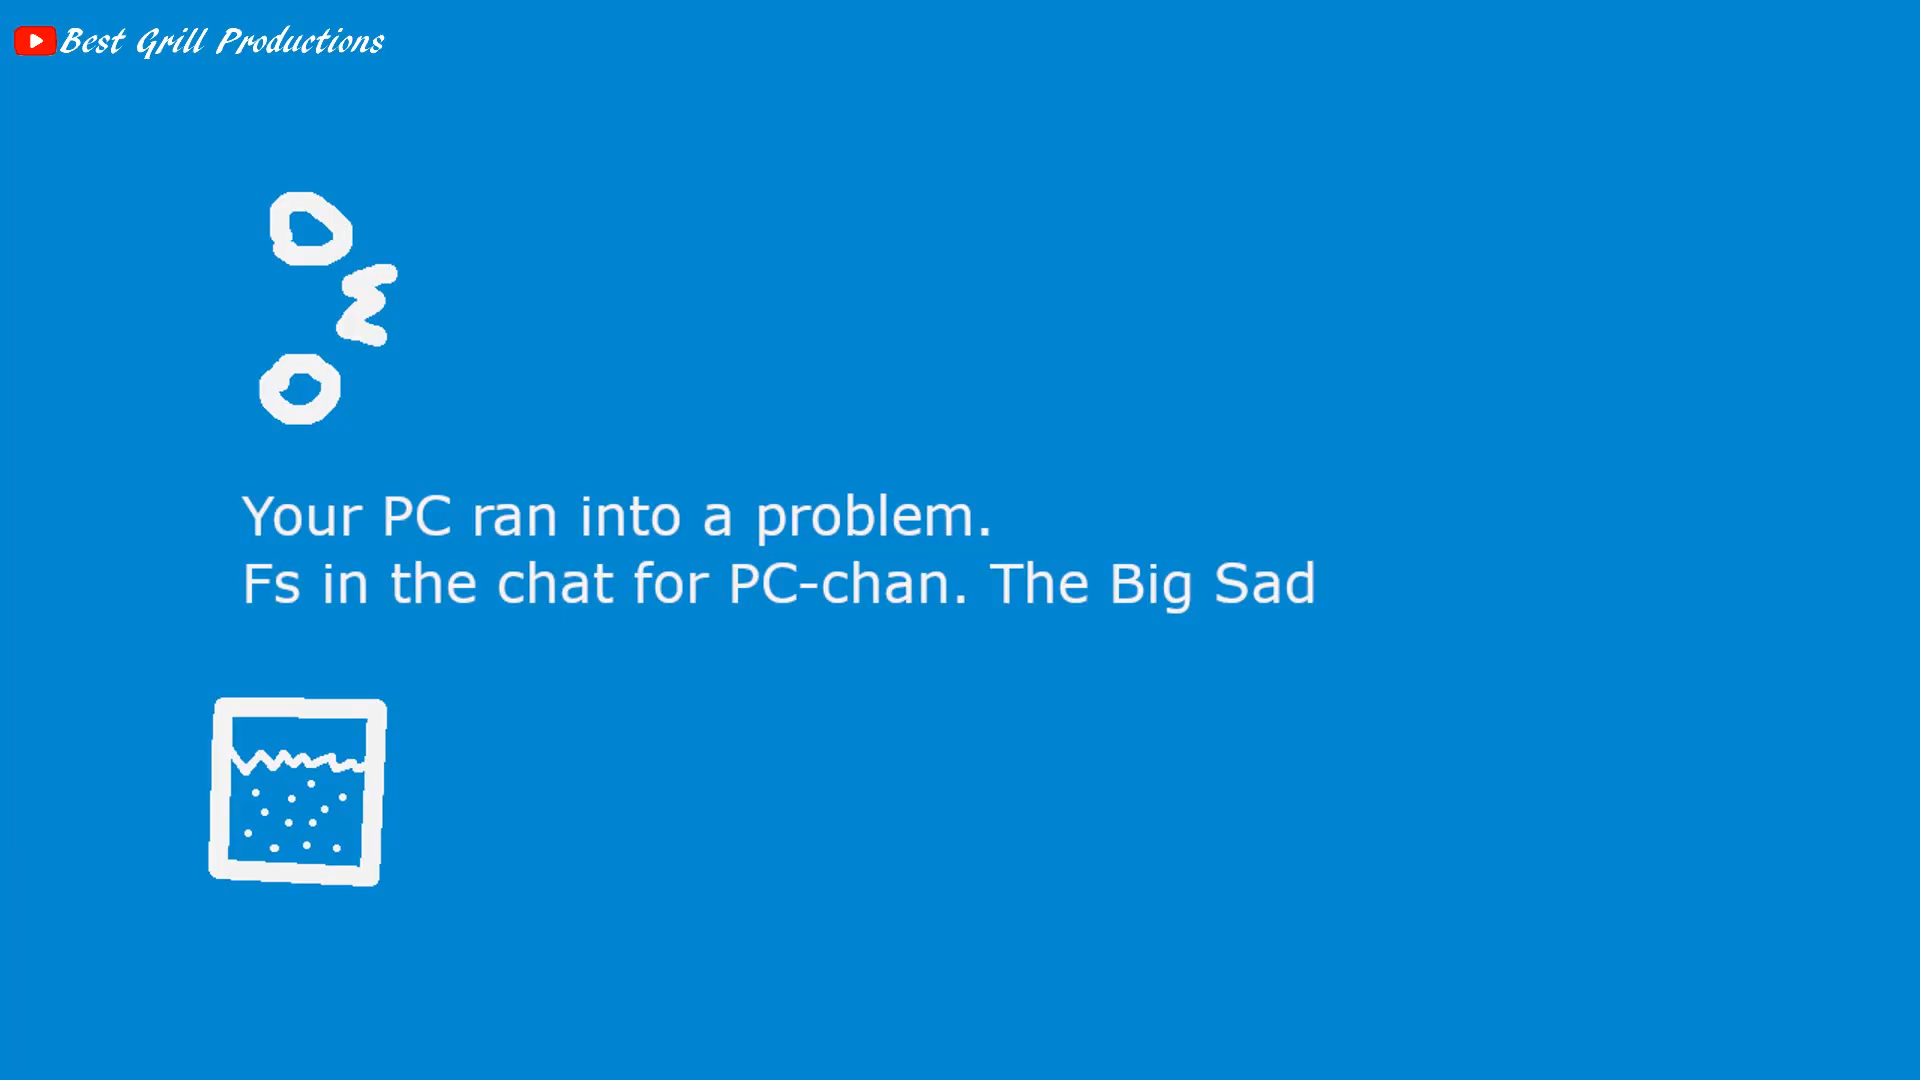 Best Grill Productions
Your PC ran into a problem.
Fs in the chat for PC-chan. The Big Sad